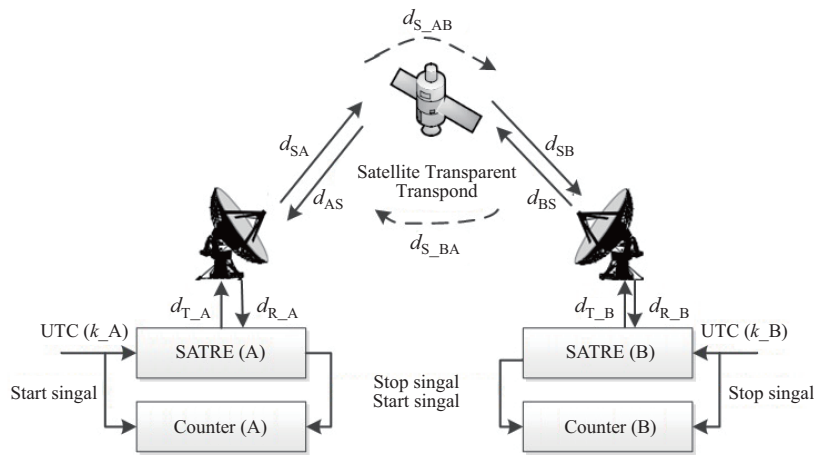 d_S_AB
d_SA
d_AS
Satellite Transparent
Transpond
d_SB
d_BS
d_S_BA
d_T_A
d_R_A
d_T_B
d_R_B
UTC (k_A)
SATRE (A)
Start singal
Counter (A)
Stop singal
Start singal
SATRE (B)
UTC (k_B)
Counter (B)
Stop singal